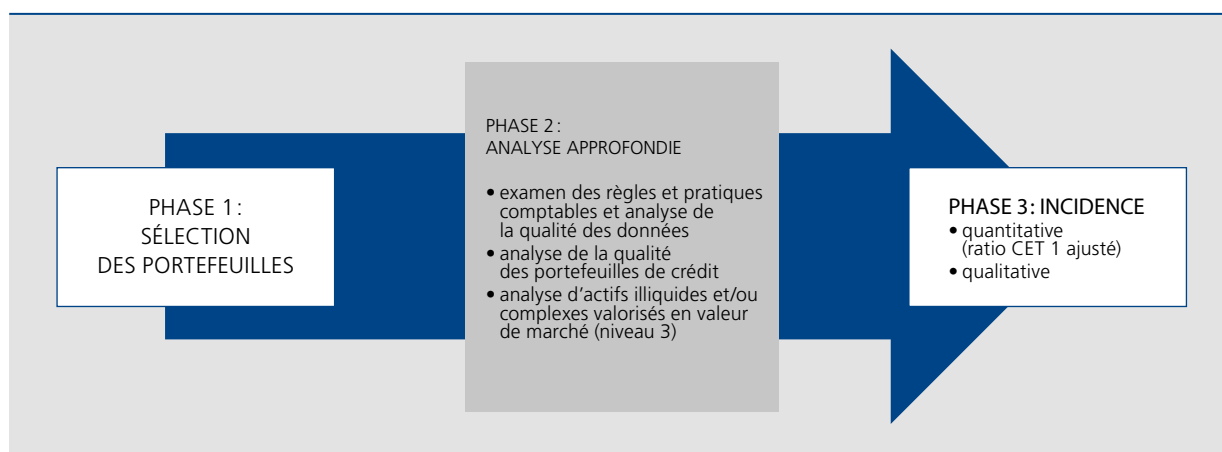 PHASE 1 :
SÉLECTION
DES PORTEFEUILLES
PHASE 2 :
ANALYSE APPROFONDIE
• examen des règles et pratiques
comptables et analyse de
la qualité des données
• analyse de la qualité
des portefeuilles de crédit
• analyse d’actifs illiquides et/ou
complexes valorisés en valeur
de marché (niveau 3)
PHASE 3 : INCIDENCE
• quantitative
(ratio CET 1 ajusté)
• qualitative